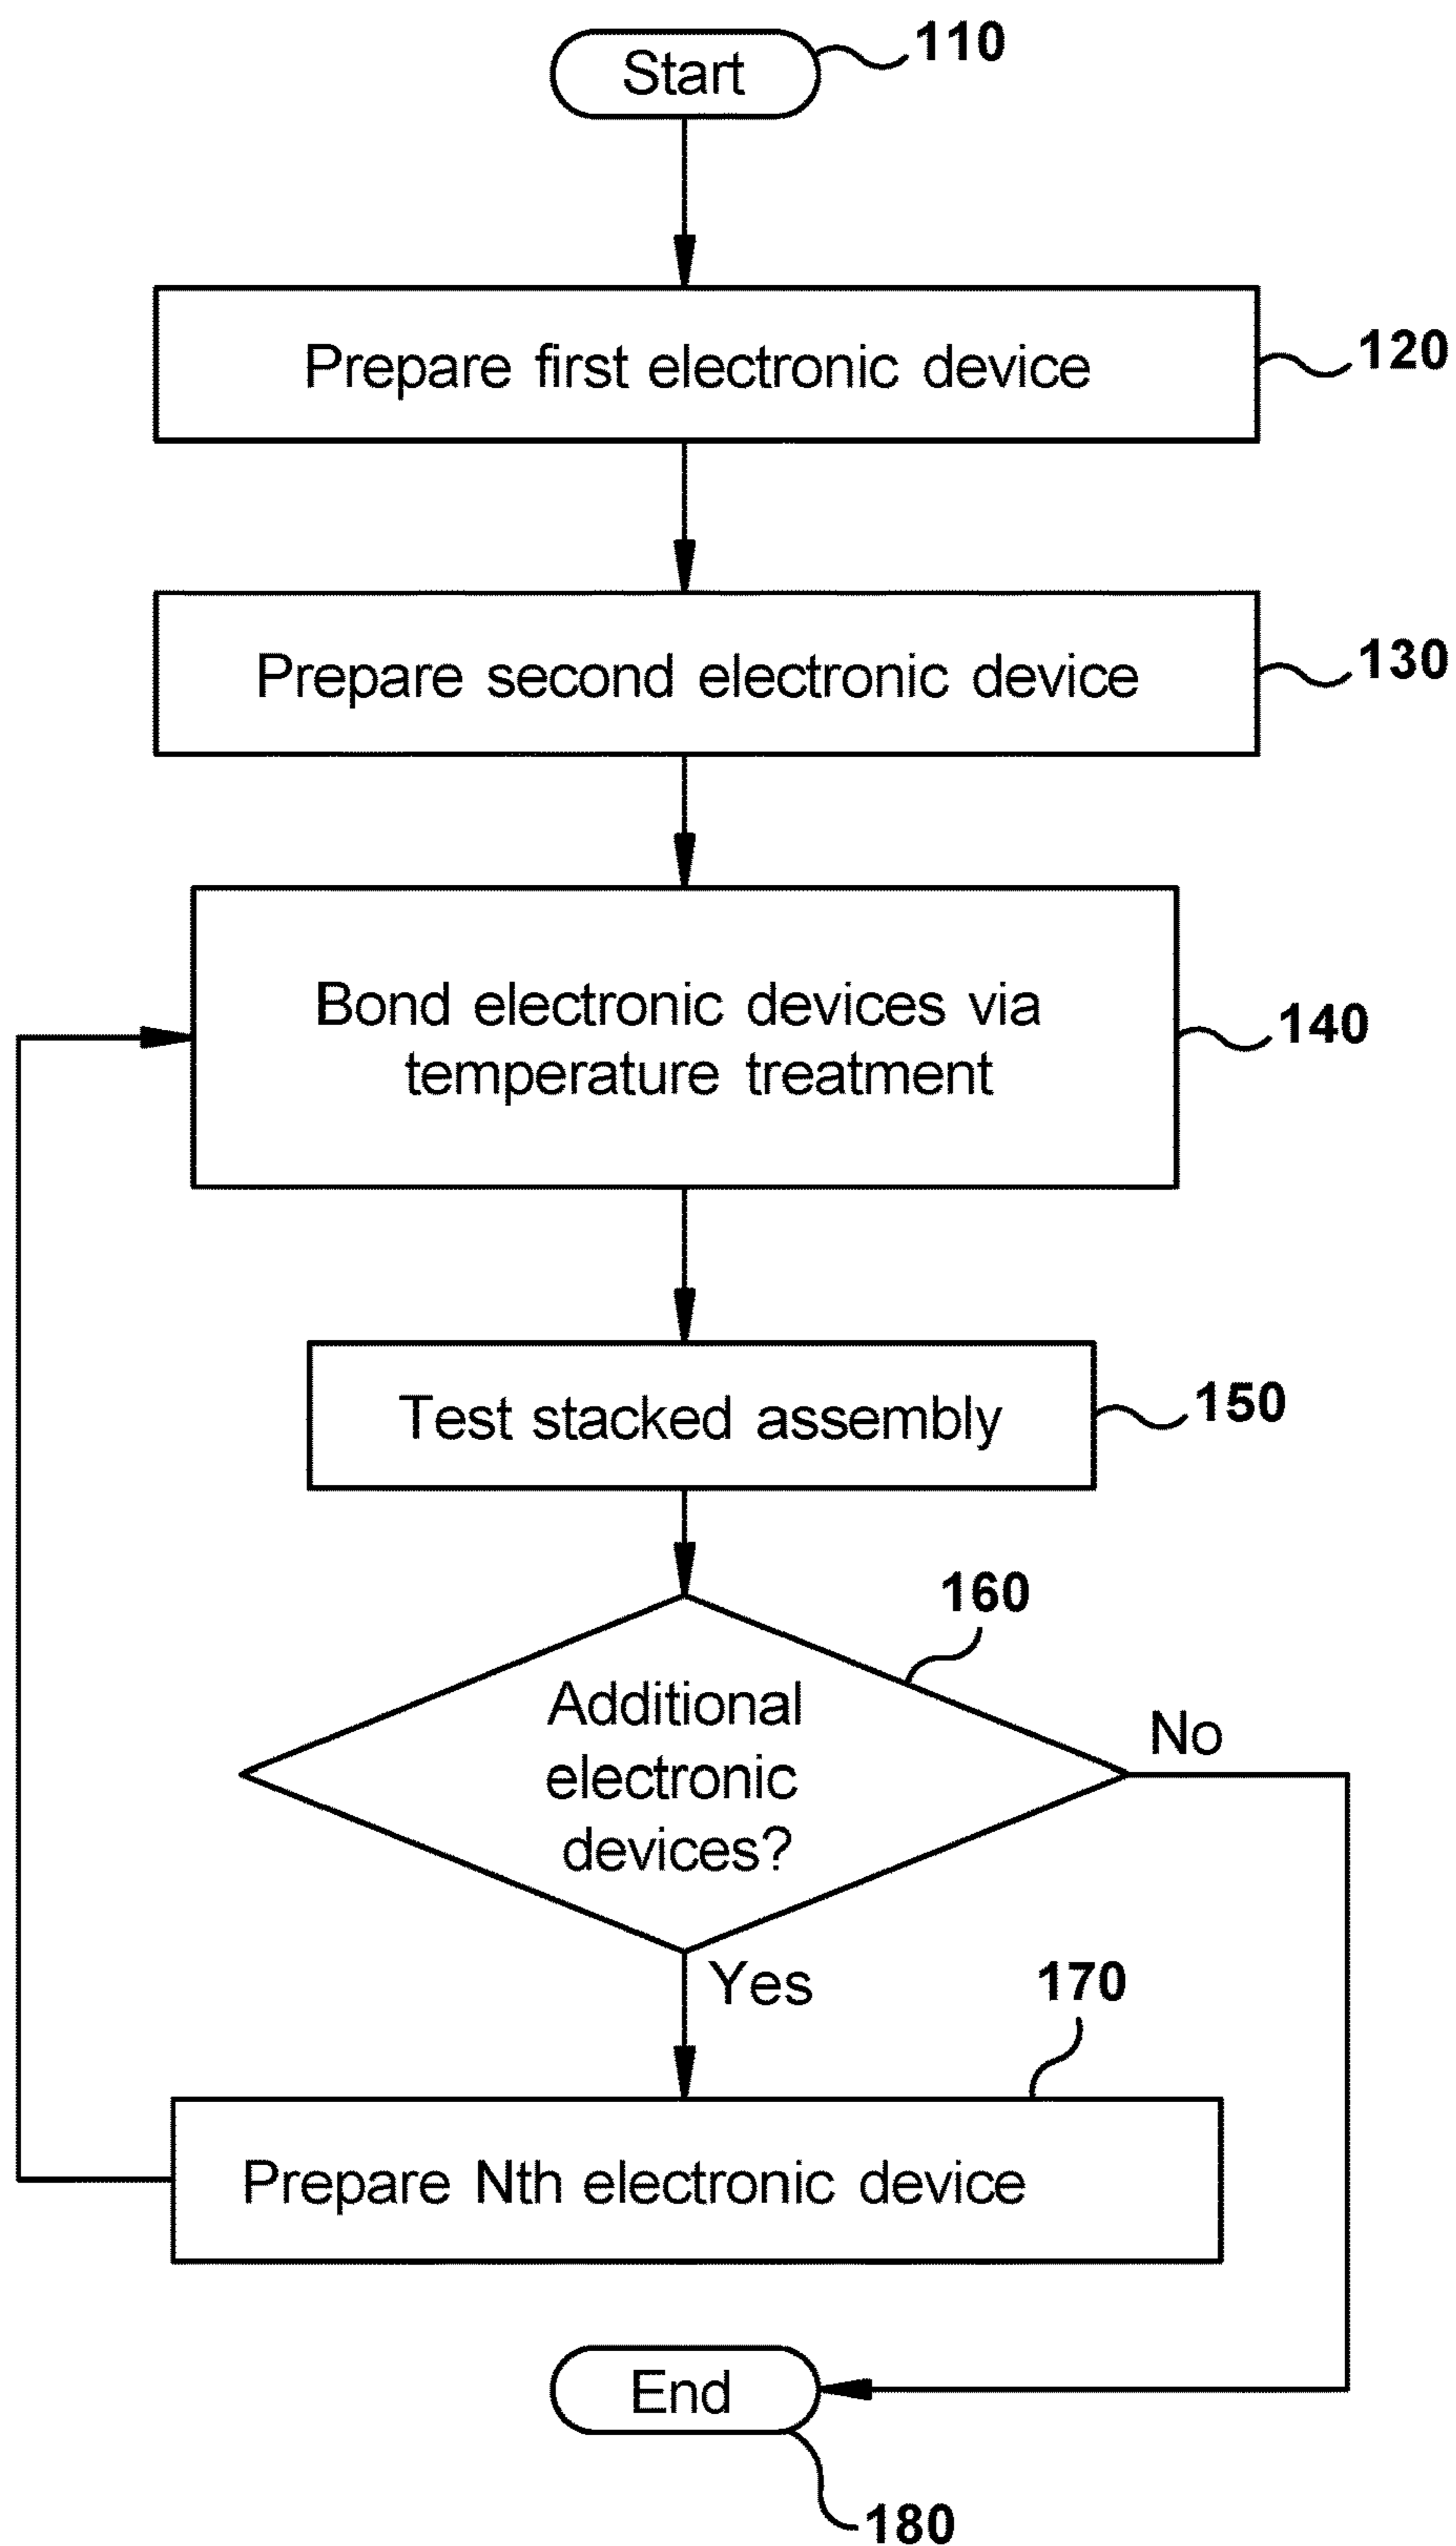 Start
110
Prepare first electronic device
120
Prepare second electronic device
130
Bond electronic devices via
temperature treatment
140
Test stacked assembly
150
160
Additional
electronic
devices?
No
Yes
170
Prepare Nth electronic device
End
180